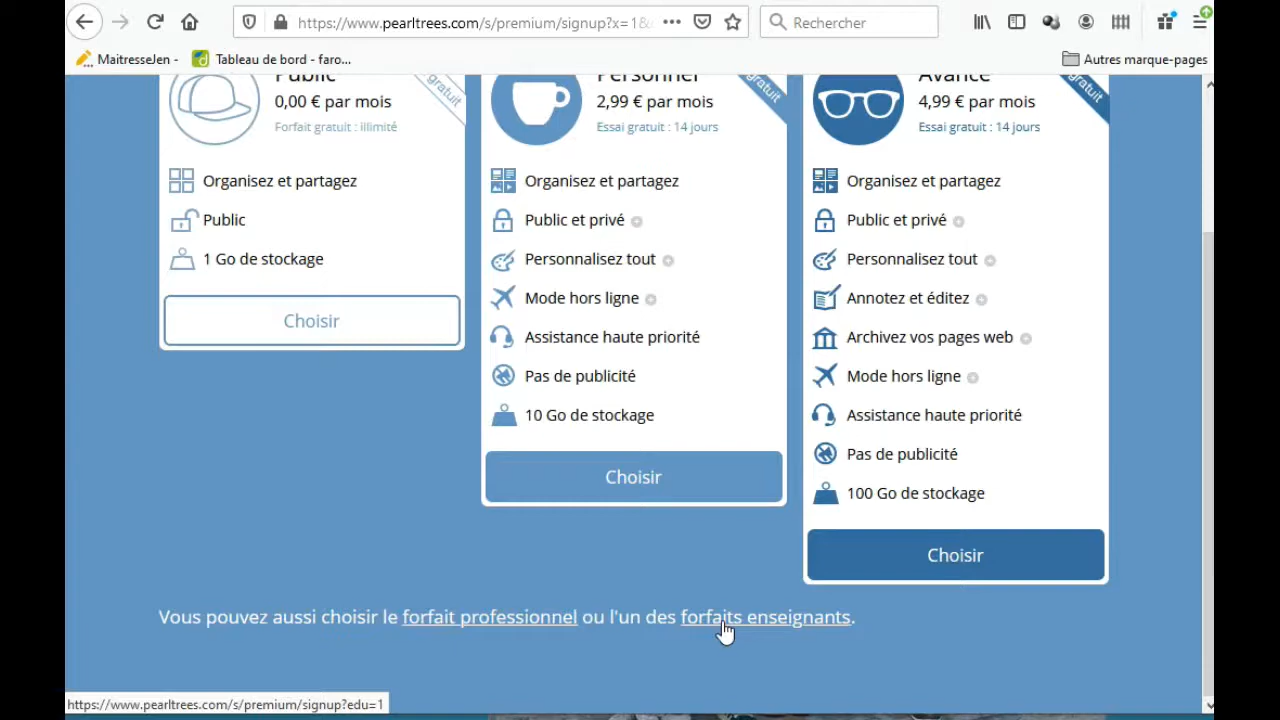 https://www.pearltrees.com/s/premium/signup?x=1&
Rechercher
MaitresseJen -
Tableau de bord - faro...
Autres marque-pages
Public
0,00 € par mois
Forfait gratuit : illimité
gratuit
Organisez et partagez
Public
1 Go de stockage
Choisir
Personnel
2,99 € par mois
Essai gratuit : 14 jours
gratuit
Organisez et partagez
Public et privé
Personnalisez tout
Mode hors ligne
Assistance haute priorité
Pas de publicité
10 Go de stockage
Choisir
Avancé
4,99 € par mois
Essai gratuit : 14 jours
gratuit
Organisez et partagez
Public et privé
Personnalisez tout
Annotez et éditez
Archivez vos pages web
Mode hors ligne
Assistance haute priorité
Pas de publicité
100 Go de stockage
Choisir
Vous pouvez aussi choisir le forfait professionnel ou l'un des forfaits enseignants.
https://www.pearltrees.com/s/premium/signup?edu=1